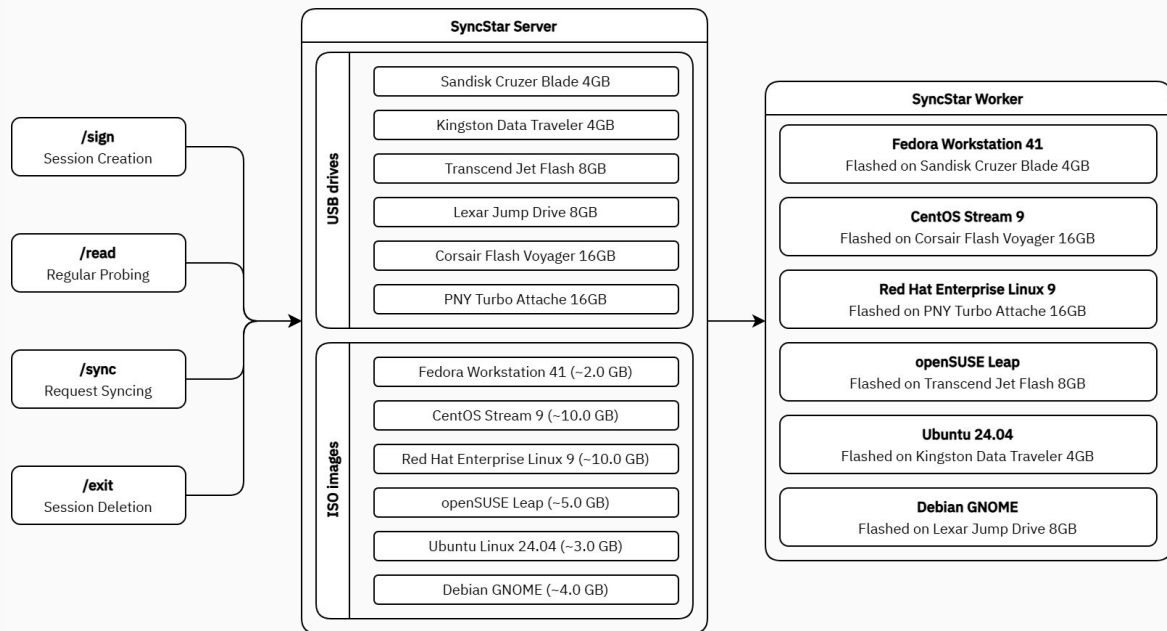 /sign
Session Creation
/read
Regular Probing
/sync
Request Syncing
/exit
Session Deletion
SyncStar Server
USB drives
Sandisk Cruzer Blade 4GB
Kingston Data Traveler 4GB
Transcend Jet Flash 8GB
Lexar Jump Drive 8GB
Corsair Flash Voyager 16GB
PNY Turbo Attache 16GB
ISO images
Fedora Workstation 41 (~2.0 GB)
CentOS Stream 9 (~10.0 GB)
Red Hat Enterprise Linux 9 (~10.0 GB)
openSUSE Leap (~5.0 GB)
Ubuntu Linux 24.04 (~3.0 GB)
Debian GNOME (~4.0 GB)
SyncStar Worker
Fedora Workstation 41
Flashed on Sandisk Cruzer Blade 4GB
CentOS Stream 9
Flashed on Corsair Flash Voyager 16GB
Red Hat Enterprise Linux 9
Flashed on PNY Turbo Attache 16GB
openSUSE Leap
Flashed on Transcend Jet Flash 8GB
Ubuntu 24.04
Flashed on Kingston Data Traveler 4GB
Debian GNOME
Flashed on Lexar Jump Drive 8GB